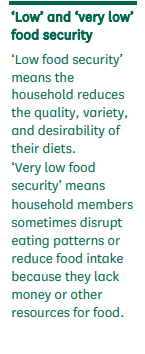 ‘Low’ and ‘very low’
food security
‘Low food security’
means the
household reduces
the quality, variety,
and desirability of
their diets.
‘Very low food
security’ means
household members
sometimes disrupt
eating patterns or
reduce food intake
because they lack
money or other
resources for food.